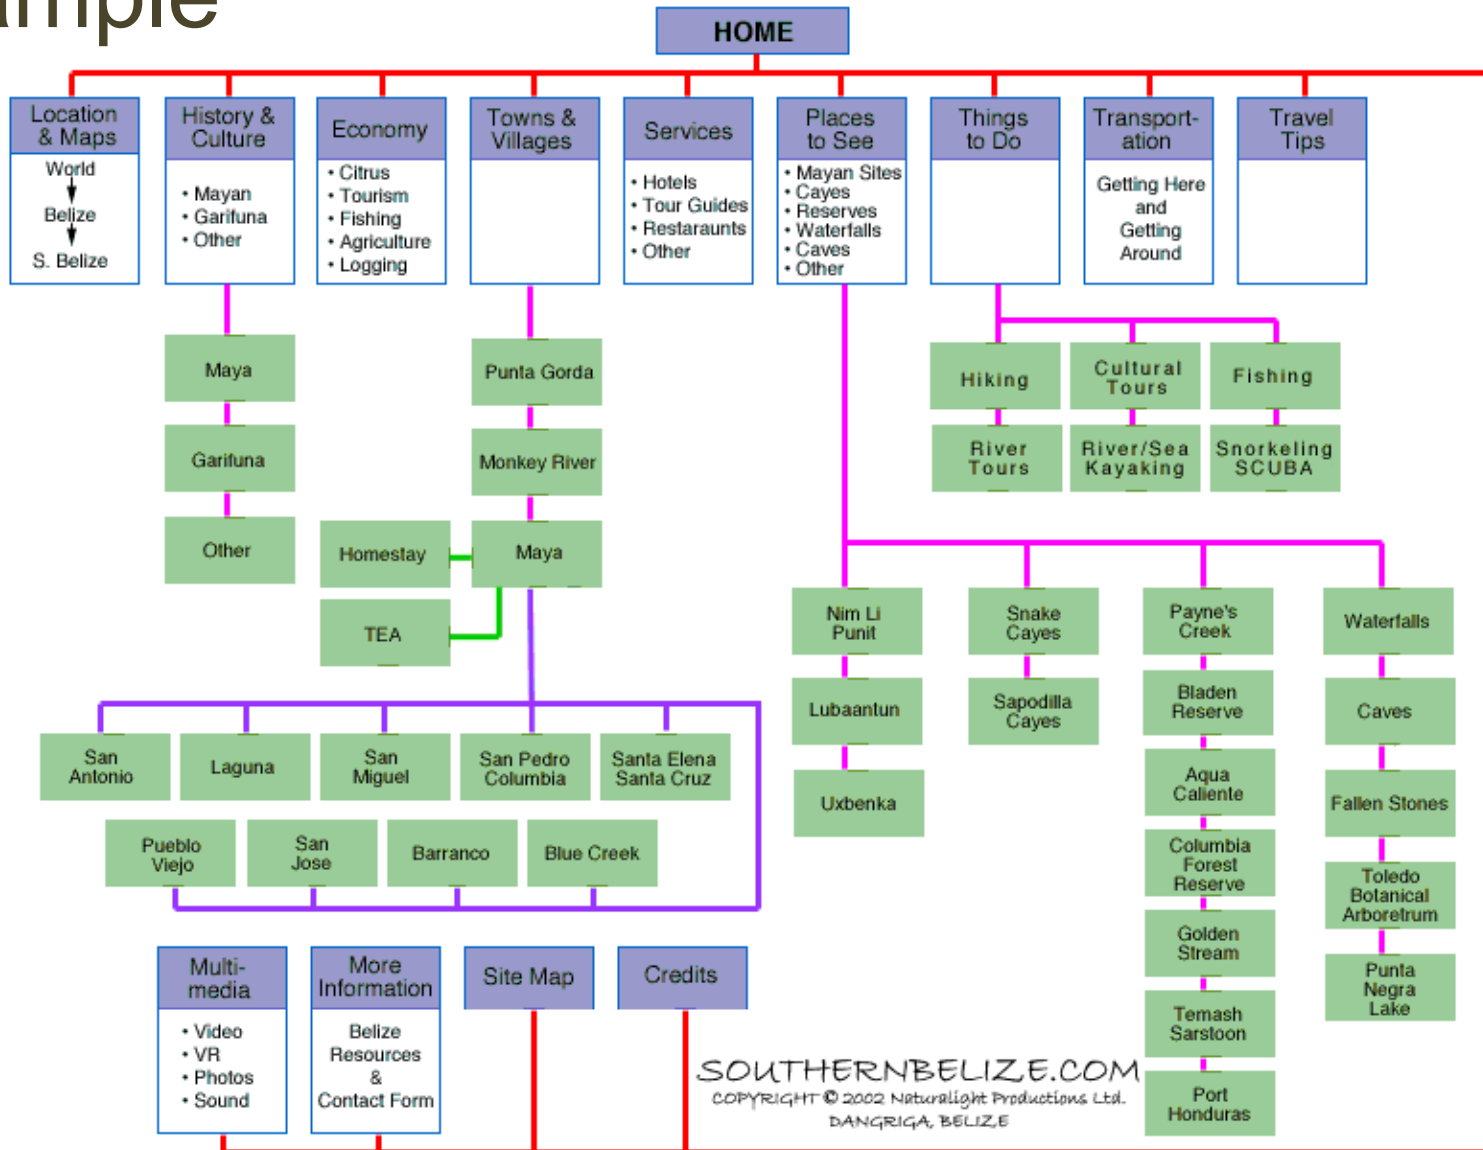 HOME
Location
& Maps
World
Belize
S. Belize
History &
Culture
• Mayan
• Garifuna
• Other
Economy
• Citrus
• Tourism
• Fishing
• Agriculture
• Logging
Towns &
Villages
Services
• Hotels
• Tour Guides
• Restaraunts
• Other
Places
to See
• Mayan Sites
• Cayes
• Reserves
• Waterfalls
• Caves
• Other
Things
to Do
Transport-
ation
Getting Here
and
Getting
Around
Travel
Tips
Maya
Garifuna
Other
Punta Gorda
Monkey River
Maya
Homestay
TEA
Hiking
Cultural
Tours
Fishing
River
Tours
River/Sea
Kayaking
Snorkeling
SCUBA
Nim Li
Punit
Lubaantun
Uxbenka
Snake
Cayes
Sapodilla
Cayes
Payne's
Creek
Bladen
Reserve
Aqua
Caliente
Columbia
Forest
Reserve
Golden
Stream
Temash
Sarstoon
Port
Honduras
Waterfalls
Caves
Fallen Stones
Toledo
Botanical
Arboretrum
Punta
Negra
Lake
San
Antonio
Laguna
San
Miguel
San Pedro
Columbia
Santa Elena
Santa Cruz
Pueblo
Viejo
San
Jose
Barranco
Blue Creek
Multi-
media
• Video
• VR
• Photos
• Sound
More
Information
Belize
Resources
&
Contact Form
Site Map
Credits
SOUTHERNBELIZE.COM
COPYRIGHT © 2002 Naturalight Productions Ltd.
DANGRIGA, BELIZE